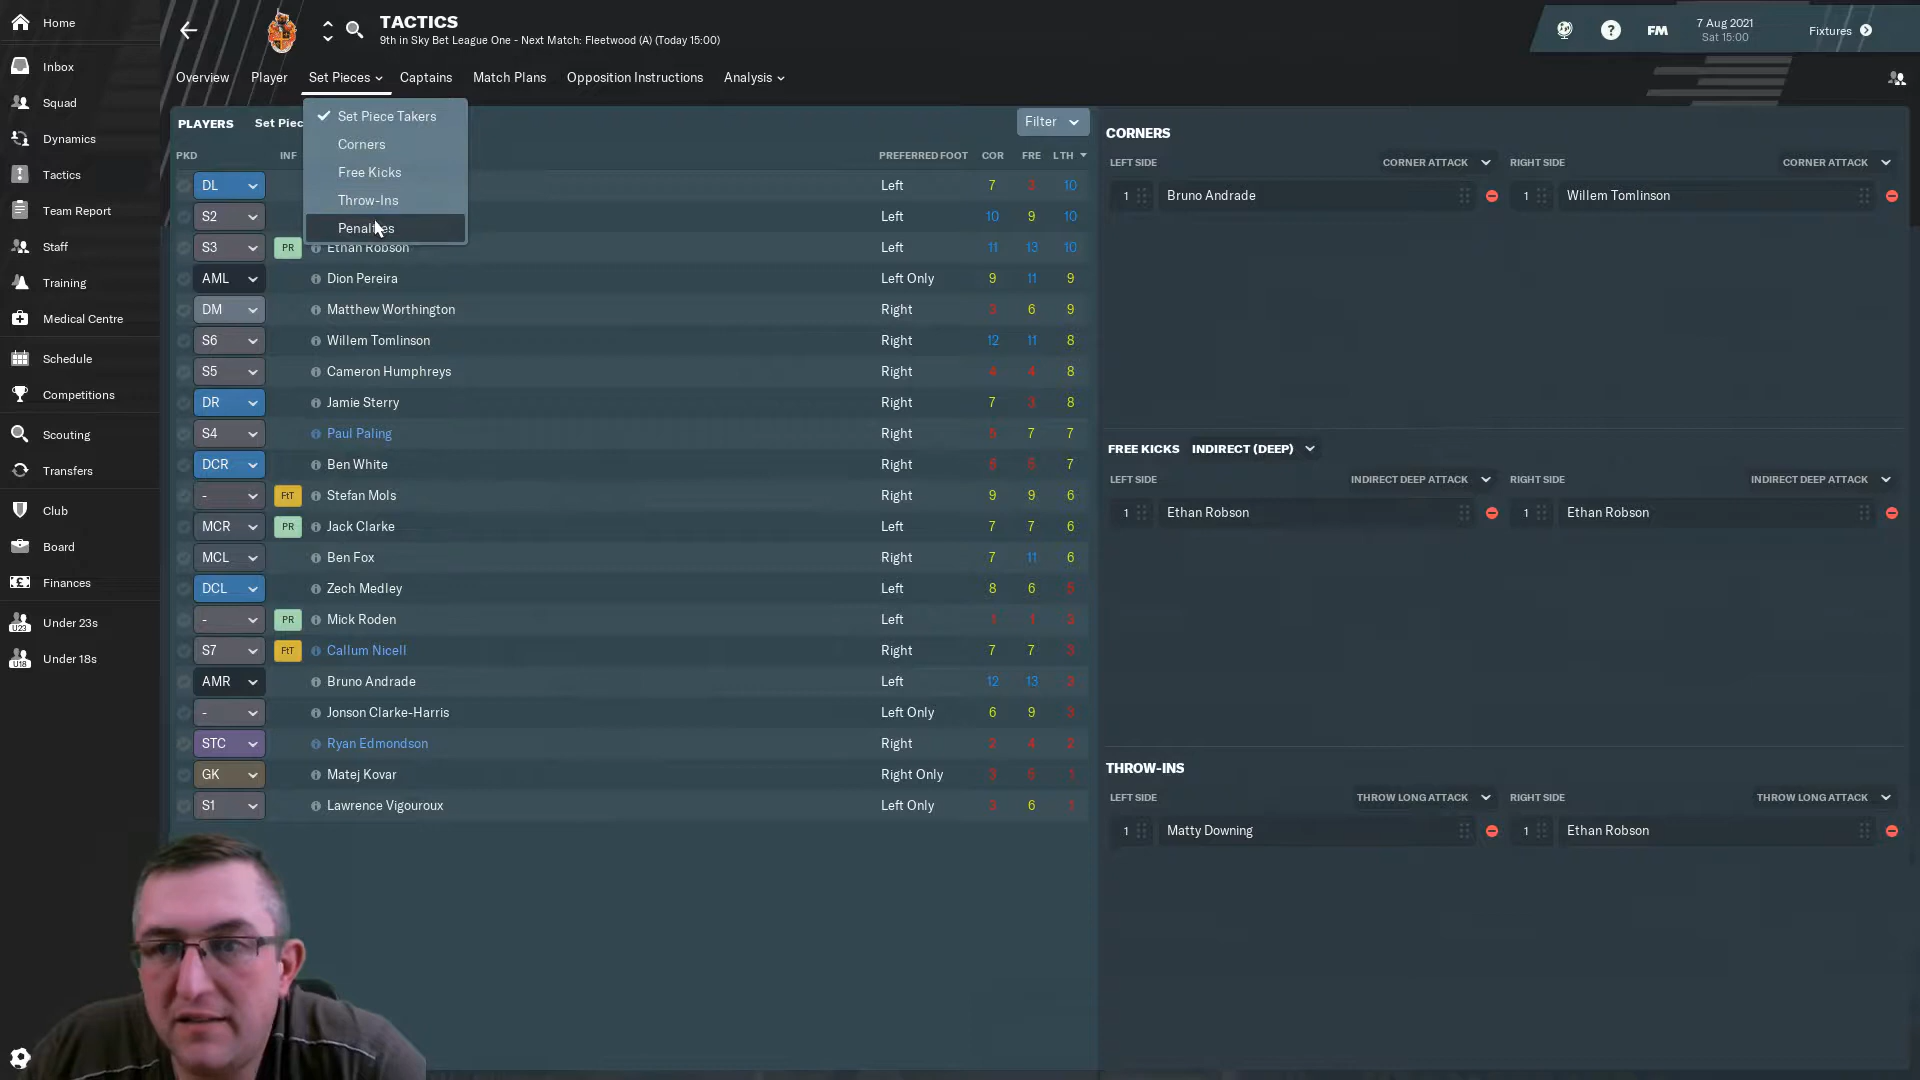 TACTICS
9th in Sky Bet League One - Next Match: Fleetwood (A) (Today 15:00)
FM
7 Aug 2021
Sat 15:00
Fixtures
Home
Inbox
Squad
Dynamics
Tactics
Team Report
Staff
Training
Medical Centre
Schedule
Competitions
Scouting
Transfers
Club
Board
Finances
U23 Under 23s
U18 Under 18s
Overview Player Set Pieces Captains Match Plans Opposition Instructions Analysis
Set Piece Takers
Corners
Free Kicks
Throw-Ins
Penalties
PLAYERS Set Piec Filter
PKD INF PREFERRED FOOT COR FRE LTH
DL Left 7 3 10
S2 Left 10 9 10
S3 PR Ethan Robson Left 11 13 10
AML Dion Pereira Left Only 9 11 9
DM Matthew Worthington Right 3 6 9
S6 Willem Tomlinson Right 12 11 8
S5 Cameron Humphreys Right 4 4 8
DR Jamie Sterry Right 7 3 8
S4 Paul Paling Right 5 7 7
DCR Ben White Right 7
- FtT Stefan Mols Right 9 9 6
MCR PR Jack Clarke Left 7 7 6
MCL Ben Fox Right 7 11 6
DCL Zech Medley Left 8 6 5
- PR Mick Roden Left 1 1 3
S7 FtT Callum Nicell Right 7 7 3
AMR Bruno Andrade Left 12 13
- Jonson Clarke-Harris Left Only 6 9 3
STC Ryan Edmondson Right 2 4 2
GK Matej Kovar Right Only 3 1
S1 Lawrence Vigouroux Left Only 3 6 1
CORNERS
LEFT SIDE CORNER ATTACK RIGHT SIDE CORNER ATTACK
1 Bruno Andrade 1 Willem Tomlinson
FREE KICKS INDIRECT (DEEP)
LEFT SIDE INDIRECT DEEP ATTACK RIGHT SIDE INDIRECT DEEP ATTACK
1 Ethan Robson 1 Ethan Robson
THROW-INS
LEFT SIDE THROW LONG ATTACK RIGHT SIDE THROW LONG ATTACK
1 Matty Downing 1 Ethan Robson